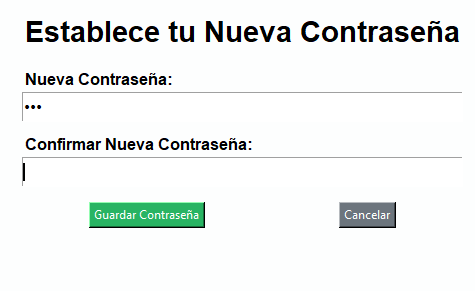 Establece tu Nueva Contraseña
Nueva Contraseña:
•••
Confirmar Nueva Contraseña:
Guardar Contraseña
Cancelar